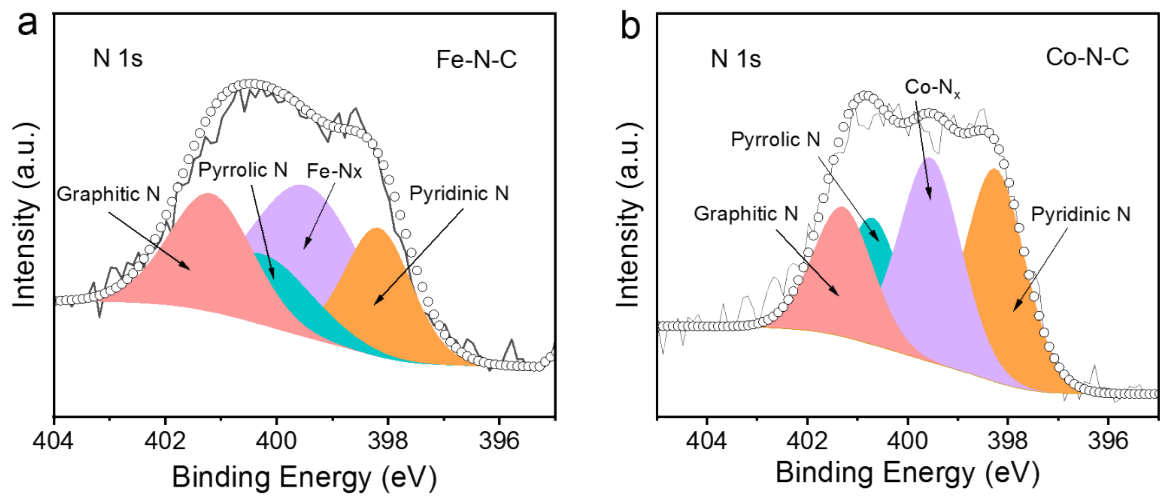 a
N 1s
Fe-N-C
Graphitic N
Pyrrolic N
Fe-Nx
Pyridinic N
Intensity (a.u.)
404
402
400
398
396
Binding Energy (eV)
b
N 1s
Co-N-C
Co-Nₓ
Pyrrolic N
Graphitic N
Pyridinic N
Intensity (a.u.)
404
402
400
398
396
Binding Energy (eV)